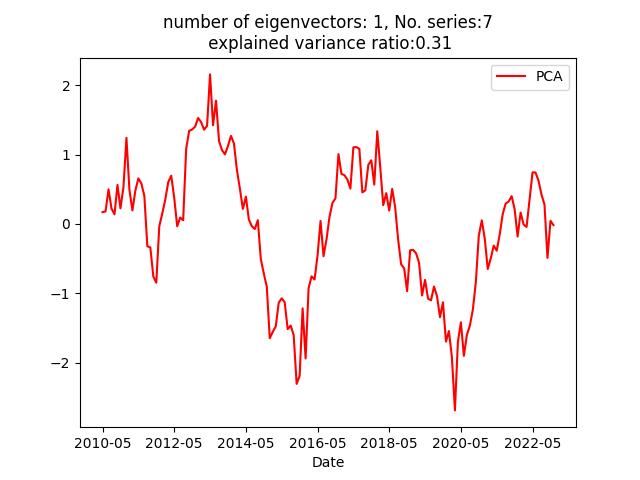 number of eigenvectors: 1, No. series:7
explained variance ratio:0.31
PCA
2
1
0
−1
−2
2010-05 2012-05 2014-05 2016-05 2018-05 2020-05 2022-05
Date